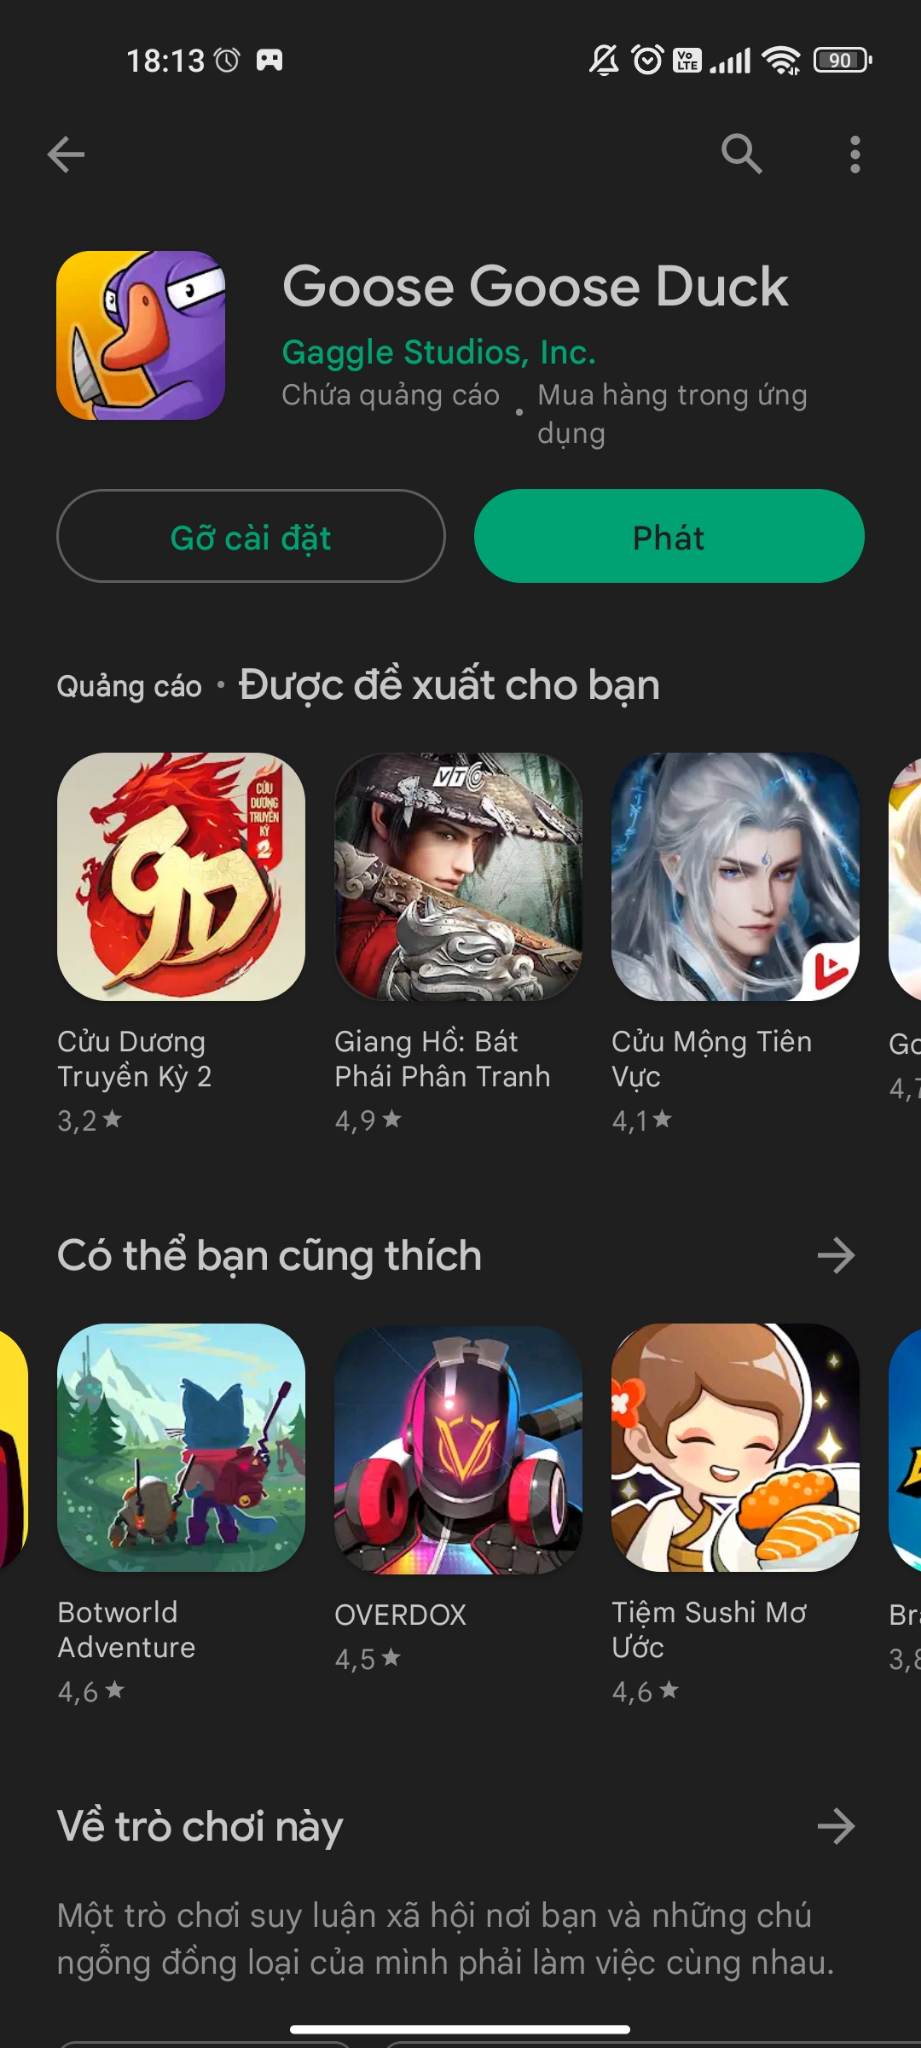 18:13
Vo
LTE
90
Goose Goose Duck
Gaggle Studios, Inc.
Chứa quảng cáo • Mua hàng trong ứng
dụng
Gỡ cài đặt
Phát
Quảng cáo • Được đề xuất cho bạn
CỬU
DƯƠNG
TRUYỀN
KỲ
2
9D
VTC
Cửu Dương
Truyền Kỳ 2
3,2★
Giang Hồ: Bát
Phái Phân Tranh
4,9★
Cửu Mộng Tiên
Vực
4,1★
Go
4,7
Có thể bạn cũng thích
Botworld
Adventure
4,6★
OVERDOX
4,5★
Tiệm Sushi Mơ
Ước
4,6★
Br
3,8
Về trò chơi này
Một trò chơi suy luận xã hội nơi bạn và những chú
ngỗng đồng loại của mình phải làm việc cùng nhau.